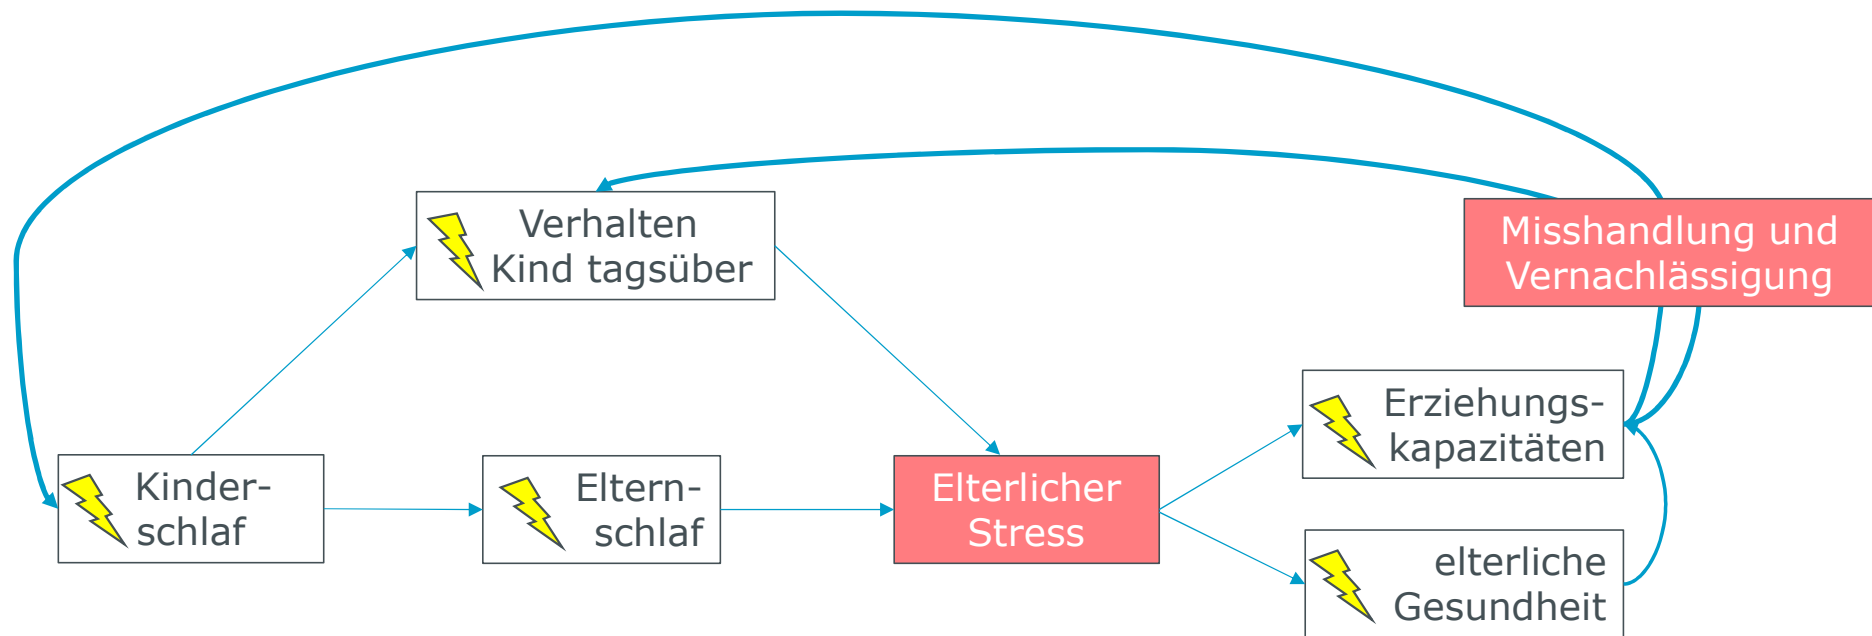 Verhalten
Kind tagsüber
Misshandlung und
Vernachlässigung
Erziehungs-
kapazitäten
Kinder-
schlaf
Eltern-
schlaf
Elterlicher
Stress
elterliche
Gesundheit